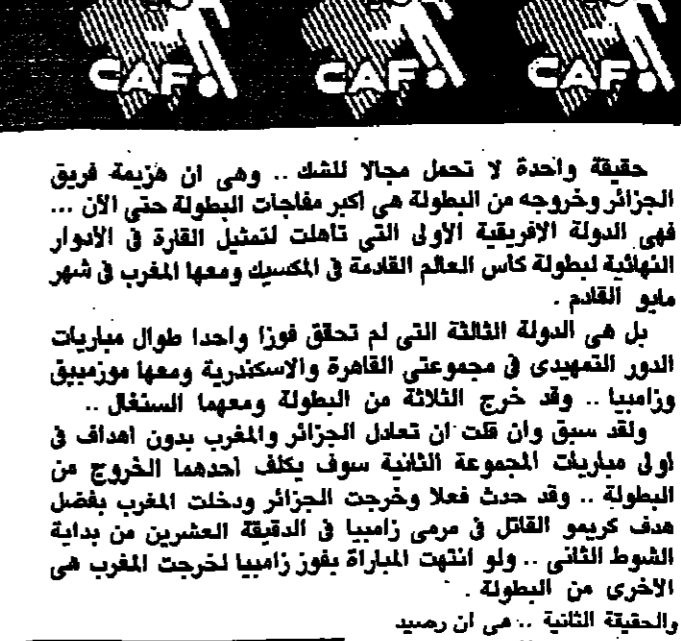 CAF CAF CAF
حقيقة واحدة لا تحمل مجالا للشك .. وهى ان هزيمة فريق
الجزائر وخروجه من البطولة هى اكبر مفاجات البطولة حتى الآن ...
فهى الدولة الإفريقية الأولى التى تاهلت لتمثيل القارة فى الأدوار
النهائية لبطولة كاس العالم القادمة فى المكسيك ومعها المغرب فى شهر
مايو القادم .
بل هى الدولة الثالثة التى لم تحقق فوزا واحدا طوال مباريات
الدور التمهيدى فى مجموعتى القاهرة والاسكندرية ومعها موزمبيق
وزامبيا .. وقد خرج الثلاثة من البطولة ومعهما السنغال ..
ولقد سبق وان قلت ان تعادل الجزائر والمغرب بدون اهداف فى
اولى مباريات المجموعة الثانية سوف يكلف احدهما الخروج من
البطولة .. وقد حدث فعلا وخرجت الجزائر ودخلت المغرب بفضل
هدف كريمو القاتل فى مرمى زامبيا فى الدقيقة العشرين من بداية
الشوط الثانى .. ولو انتهت المباراة بفوز زامبيا لخرجت المغرب هى
الاخرى من البطولة .
والحقيقة الثانية .. هى ان رصيد